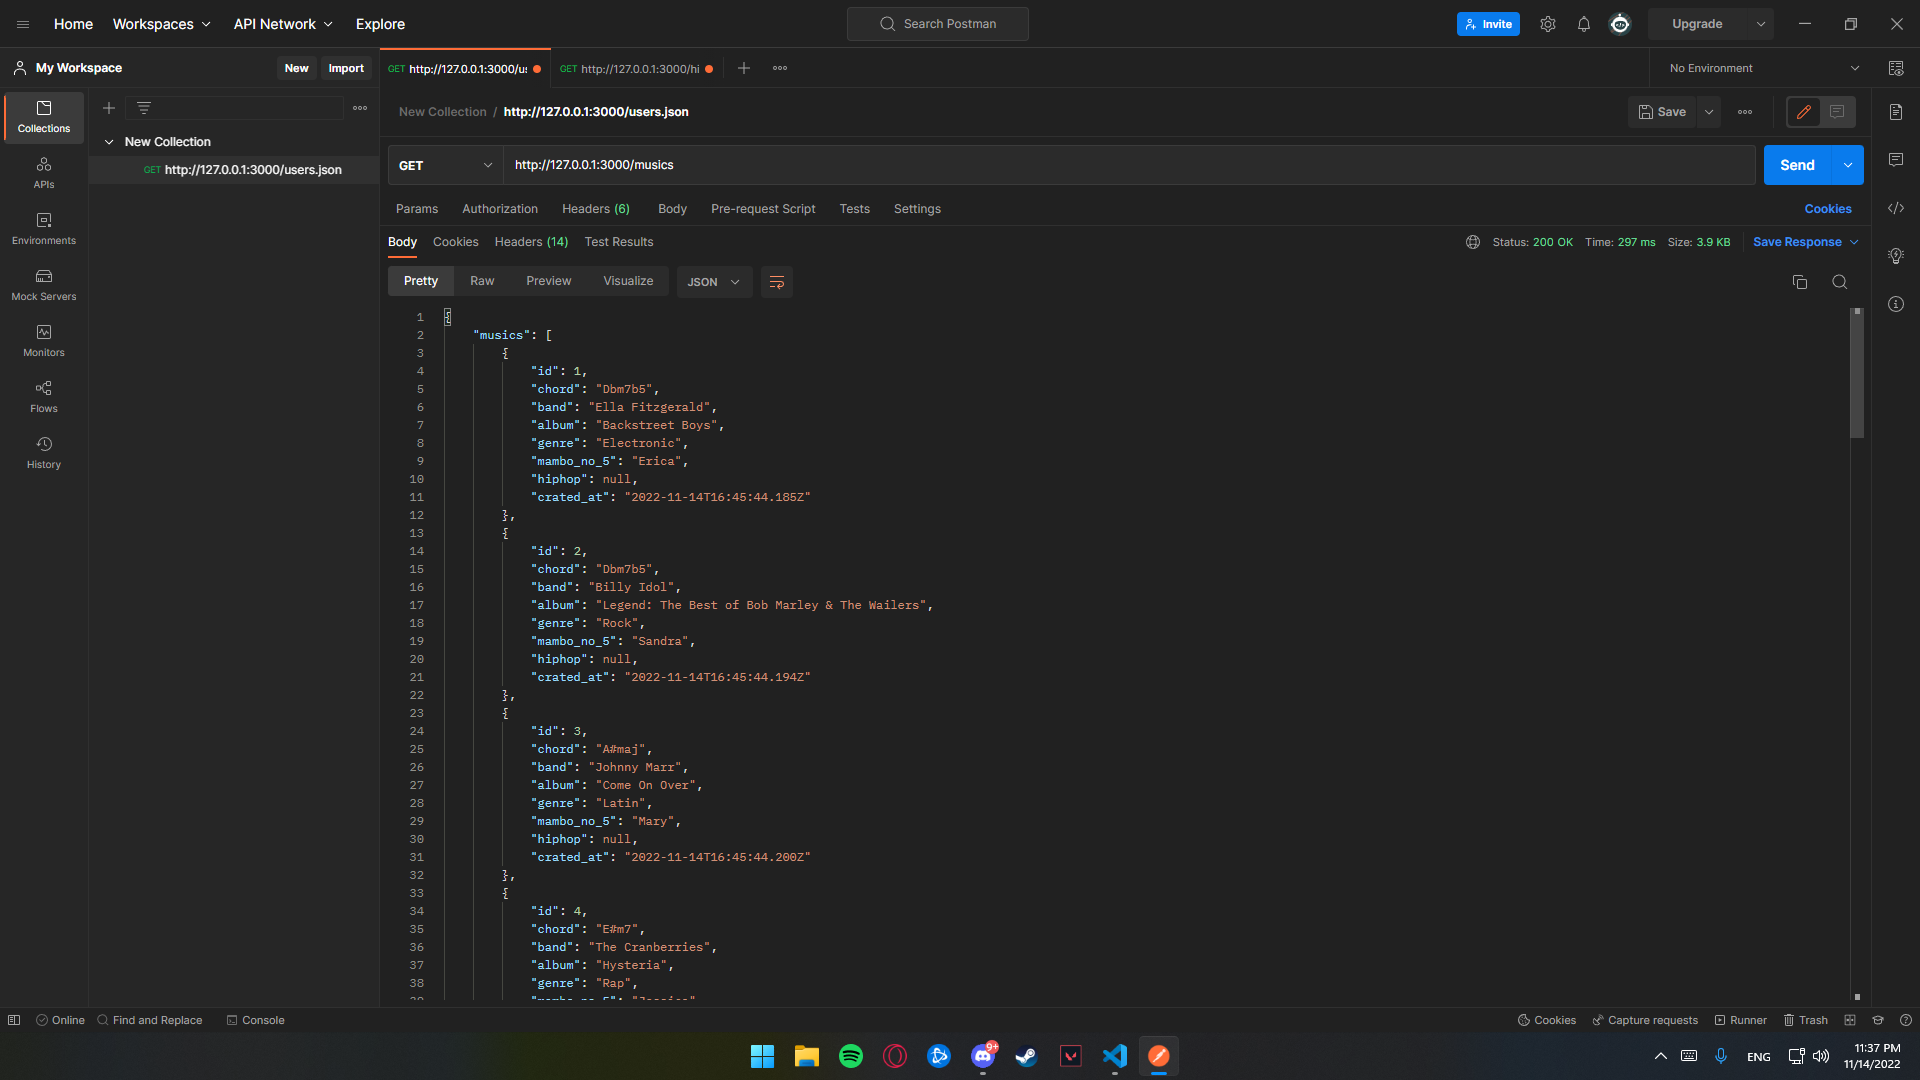 Home Workspaces API Network Explore Search Postman Invite Upgrade
My Workspace New Import GET http://127.0.0.1:3000/us GET http://127.0.0.1:3000/hi No Environment
New Collection / http://127.0.0.1:3000/users.json Save
Collections
New Collection
GET http://127.0.0.1:3000/users.json
APIs
Environments
Mock Servers
Monitors
Flows
History
GET http://127.0.0.1:3000/musics Send
Params Authorization Headers (6) Body Pre-request Script Tests Settings Cookies
Body Cookies Headers (14) Test Results Status: 200 OK Time: 297 ms Size: 3.9 KB Save Response
Pretty Raw Preview Visualize JSON
1 {
2 "musics": [
3 {
4 "id": 1,
5 "chord": "Dbm7b5",
6 "band": "Ella Fitzgerald",
7 "album": "Backstreet Boys",
8 "genre": "Electronic",
9 "mambo_no_5": "Erica",
10 "hiphop": null,
11 "crated_at": "2022-11-14T16:45:44.185Z"
12 },
13 {
14 "id": 2,
15 "chord": "Dbm7b5",
16 "band": "Billy Idol",
17 "album": "Legend: The Best of Bob Marley & The Wailers",
18 "genre": "Rock",
19 "mambo_no_5": "Sandra",
20 "hiphop": null,
21 "crated_at": "2022-11-14T16:45:44.194Z"
22 },
23 {
24 "id": 3,
25 "chord": "A#maj",
26 "band": "Johnny Marr",
27 "album": "Come On Over",
28 "genre": "Latin",
29 "mambo_no_5": "Mary",
30 "hiphop": null,
31 "crated_at": "2022-11-14T16:45:44.200Z"
32 },
33 {
34 "id": 4,
35 "chord": "E#m7",
36 "band": "The Cranberries",
37 "album": "Hysteria",
38 "genre": "Rap",
39 "mambo_no_5": "Jessica"
Online Find and Replace Console Cookies Capture requests Runner Trash
9+ ENG 11:37 PM
11/14/2022